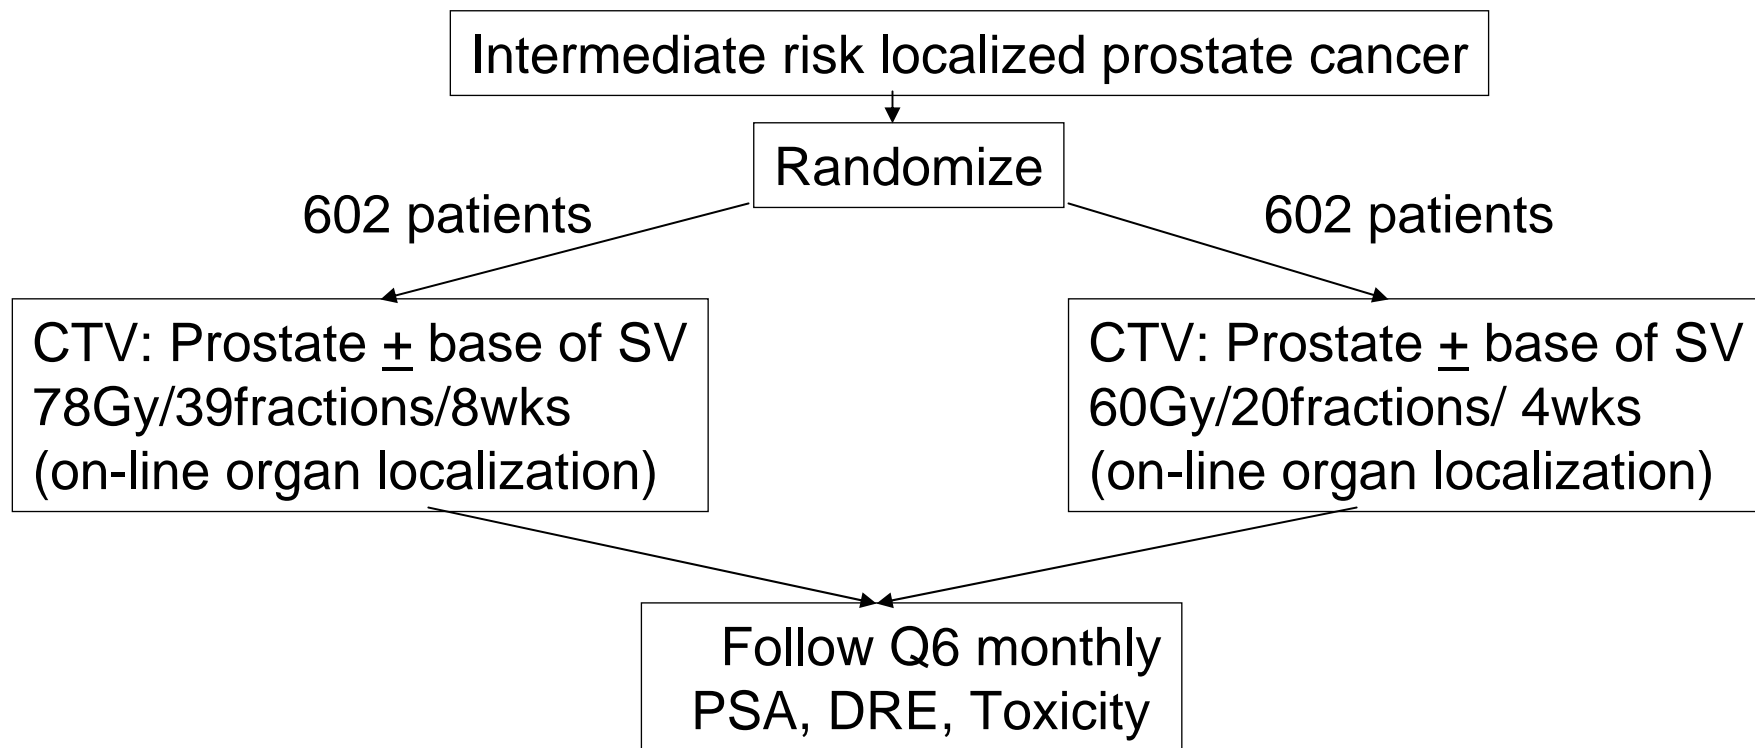 Intermediate risk localized prostate cancer
Randomize
602 patients
602 patients
CTV: Prostate ± base of SV
78Gy/39fractions/8wks
(on-line organ localization)
CTV: Prostate ± base of SV
60Gy/20fractions/ 4wks
(on-line organ localization)
Follow Q6 monthly
PSA, DRE, Toxicity